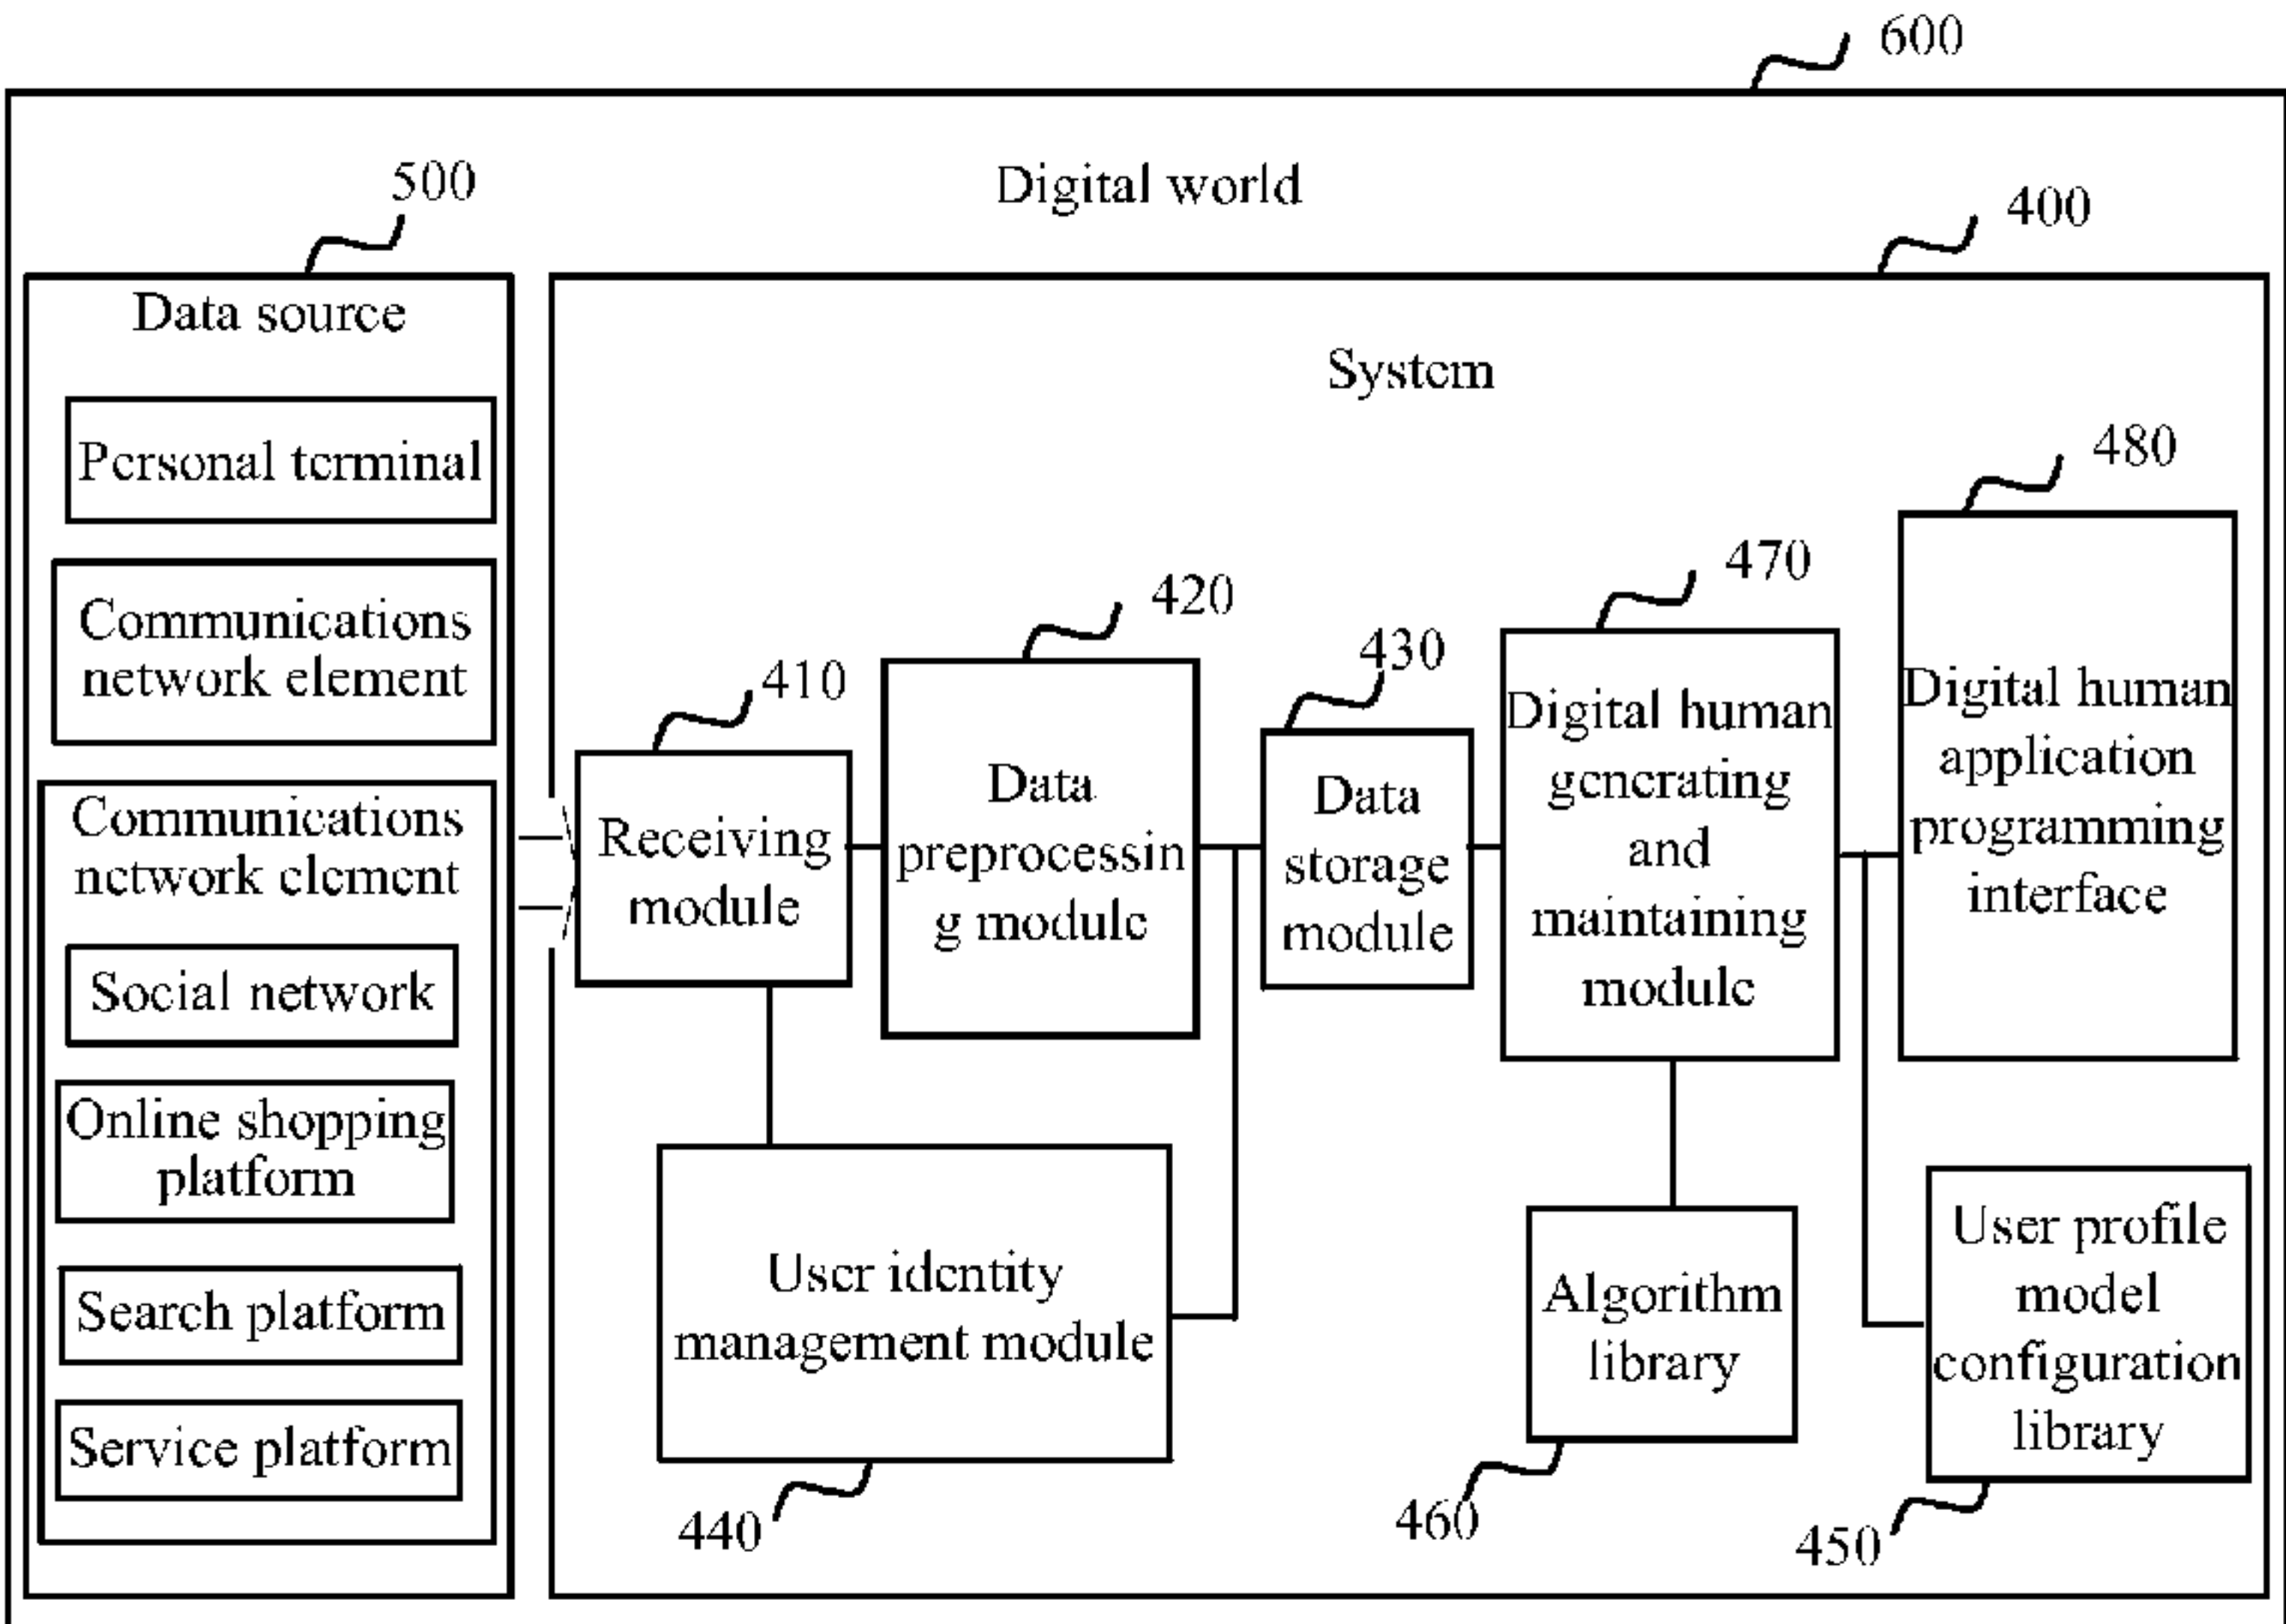 600
Digital world
500
400
Data source
Personal terminal
Communications
network element
Communications
network element
Social network
Online shopping
platform
Search platform
Service platform
System
410
Receiving
module
420
Data
preprocessin
g module
430
Data
storage
module
470
Digital human
generating
and
maintaining
module
480
Digital human
application
programming
interface
User identity
management module
440
Algorithm
library
460
User profile
model
configuration
library
450